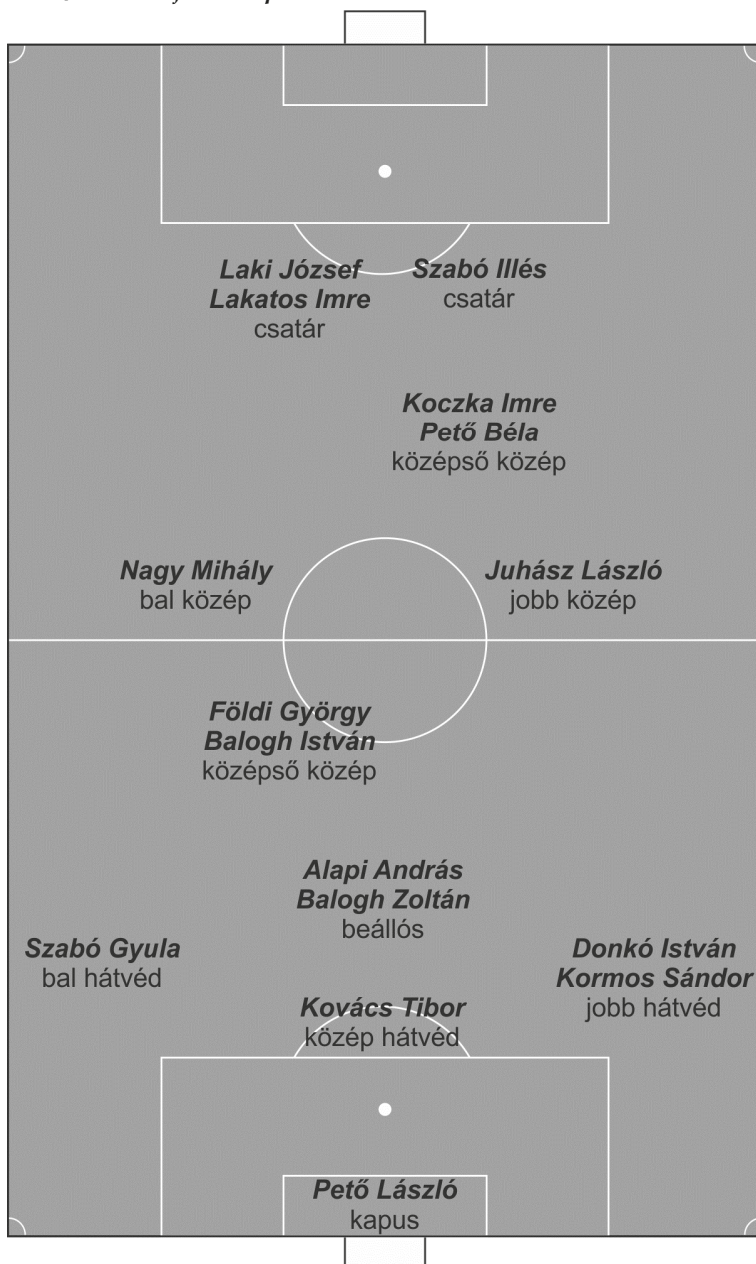 Laki József
Lakatos Imre
csatár
Szabó Illés
csatár
Koczka Imre
Pető Béla
középső közép
Nagy Mihály
bal közép
Juhász László
jobb közép
Földi György
Balogh István
középső közép
Alapi András
Balogh Zoltán
beállós
Szabó Gyula
bal hátvéd
Donkó István
Kormos Sándor
jobb hátvéd
Kovács Tibor
közép hátvéd
Pető László
kapus